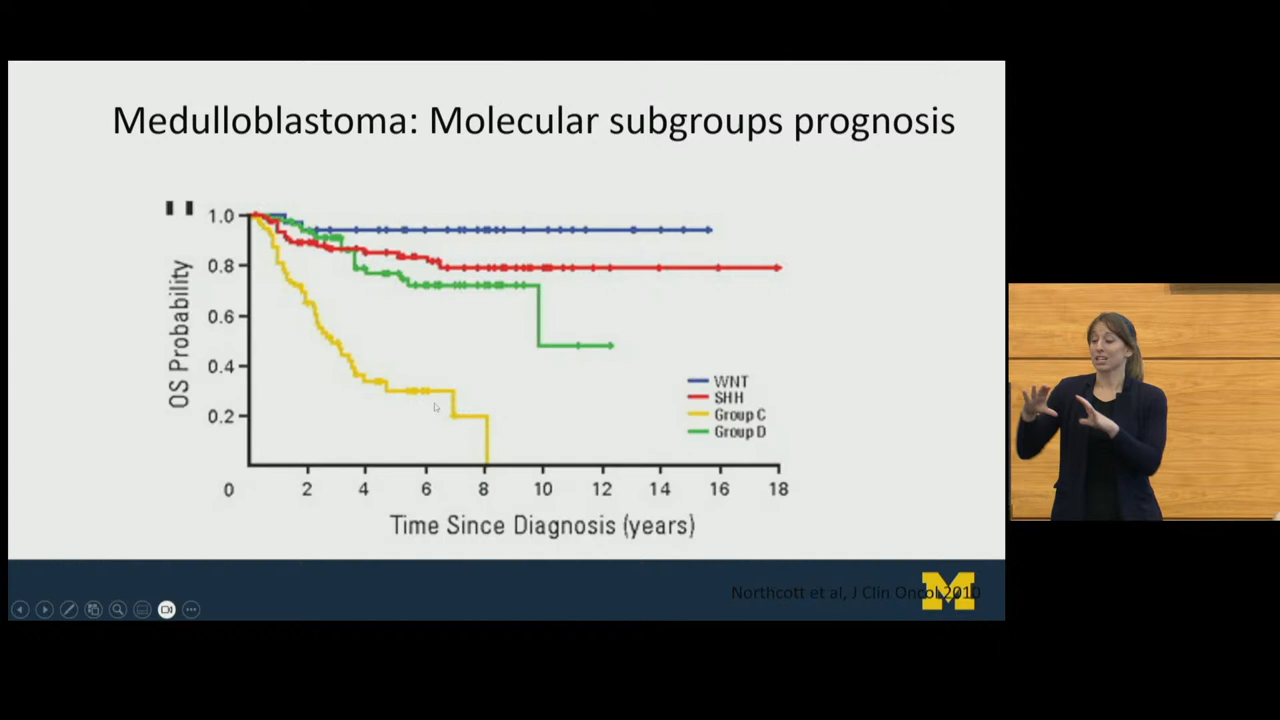 Medulloblastoma: Molecular subgroups prognosis
1.0
0.8
0.6
0.4
0.2
OS Probability
0 2 4 6 8 10 12 14 16 18
Time Since Diagnosis (years)
WNT
SHH
Group C
Group D
Northcott et al, J Clin Oncol 2010
M